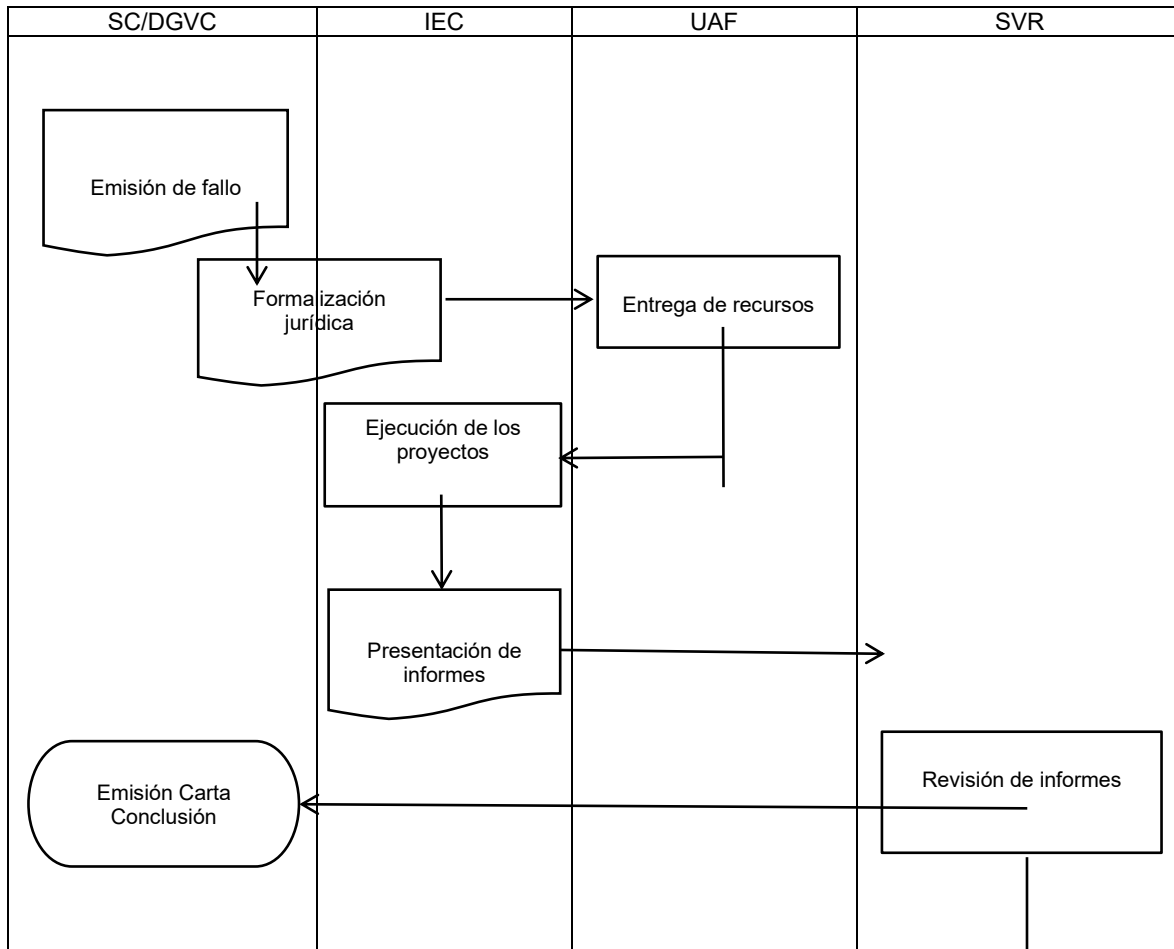 SC/DGVC
IEC
UAF
SVR
Emisión de fallo
Formalización
jurídica
Entrega de recursos
Ejecución de los
proyectos
Presentación de
informes
Emisión Carta
Conclusión
Revisión de informes